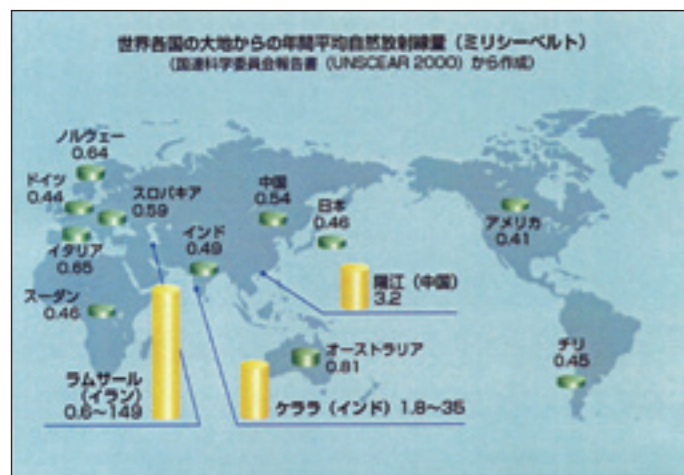 世界各国の大地からの年間平均自然放射線量（ミリシーベルト）
（国連科学委員会報告書（UNSCEAR 2000）から作成）
ノルウェー
0.64
ドイツ
0.44
スロバキア
0.59
イタリア
0.65
スーダン
0.46
インド
0.49
中国
0.54
日本
0.46
アメリカ
0.41
陽江（中国）
3.2
オーストラリア
0.81
チリ
0.45
ラムサール
（イラン）
0.6〜149
ケララ（インド）1.8〜35